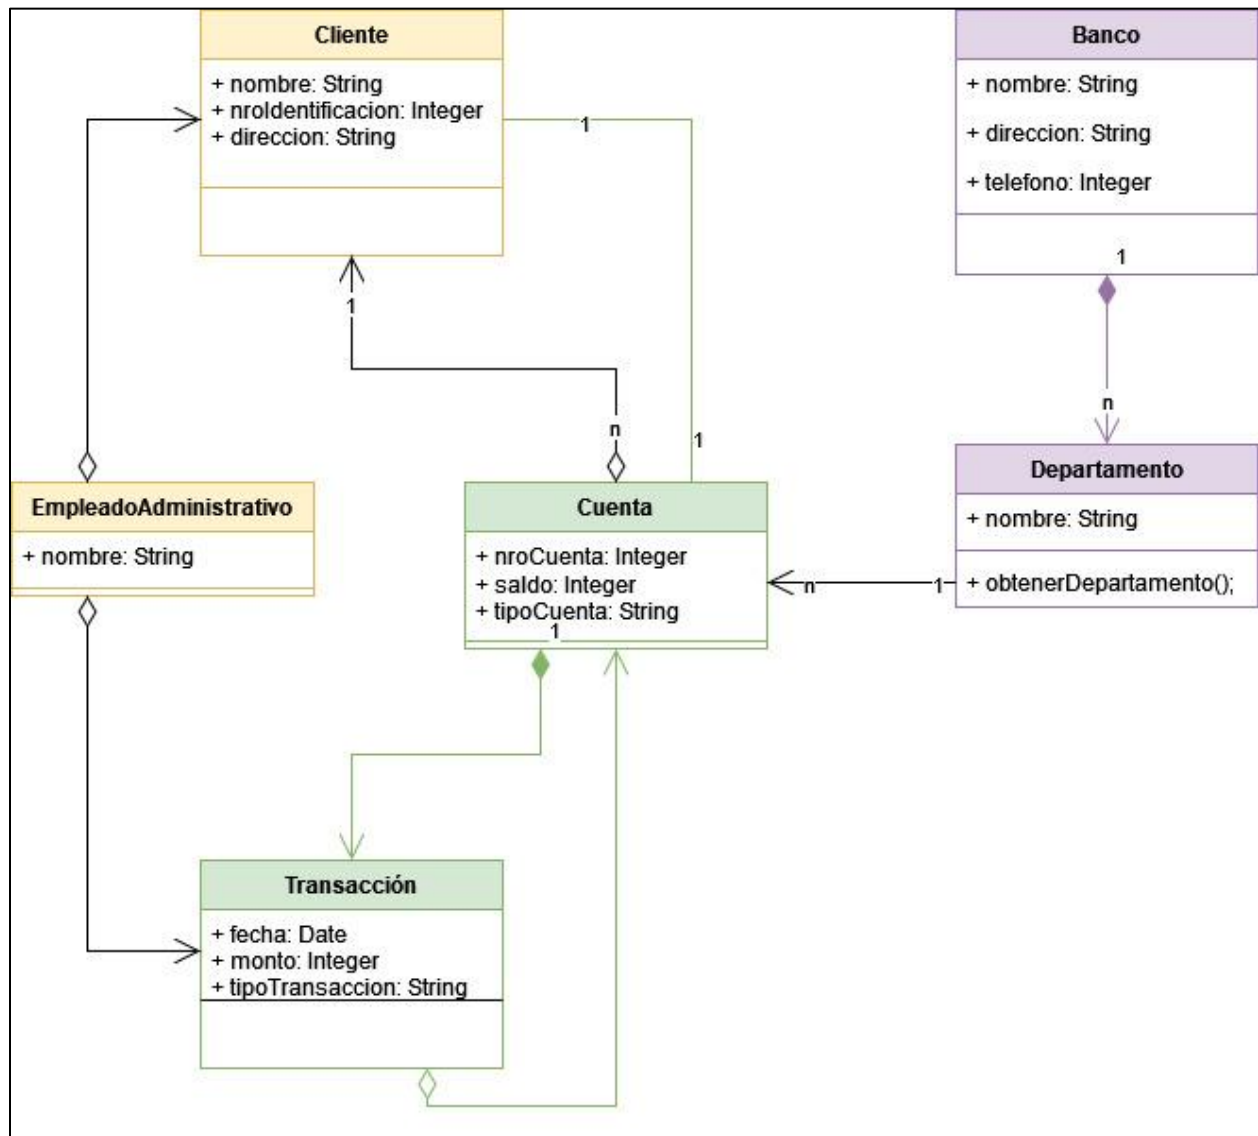 Cliente
+ nombre: String
+ nroIdentificacion: Integer
+ direccion: String
1
1
1
n
Banco
+ nombre: String
+ direccion: String
+ telefono: Integer
1
n
EmpleadoAdministrativo
+ nombre: String
Cuenta
+ nroCuenta: Integer
+ saldo: Integer
+ tipoCuenta: String
1
n
1
Departamento
+ nombre: String
+ obtenerDepartamento();
Transacción
+ fecha: Date
+ monto: Integer
+ tipoTransaccion: String